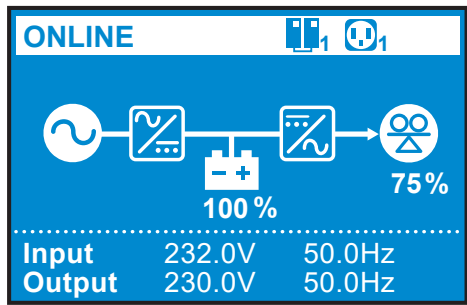 ONLINE 1 1
75%
100 %
Input 232.0V 50.0Hz
Output 230.0V 50.0Hz